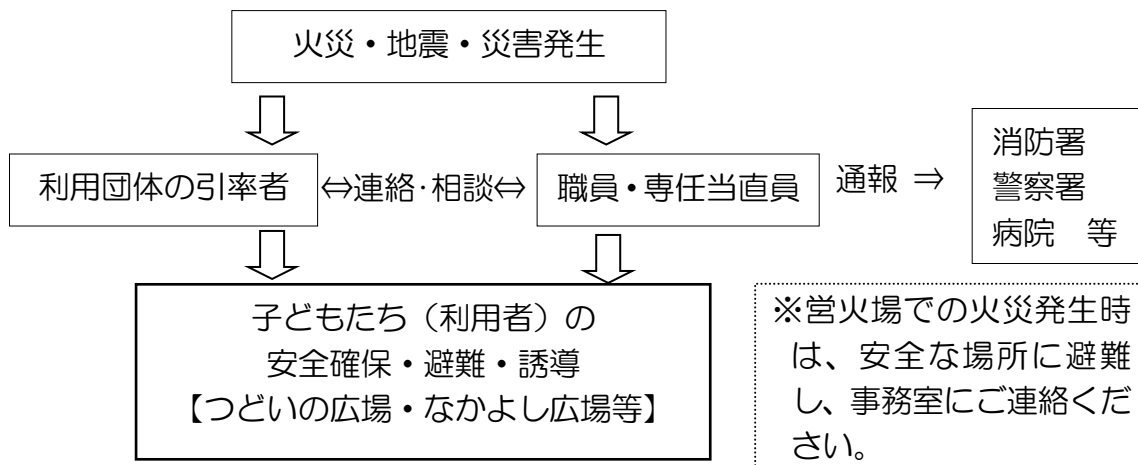 火災・地震・災害発生
利用団体の引率者
⇔連絡・相談⇔
職員・専任当直員
通報 ⇒
消防署
警察署
病院　等
子どもたち（利用者）の
安全確保・避難・誘導
【つどいの広場・なかよし広場等】
※営火場での火災発生時
は、安全な場所に避難
し、事務室にご連絡くだ
さい。